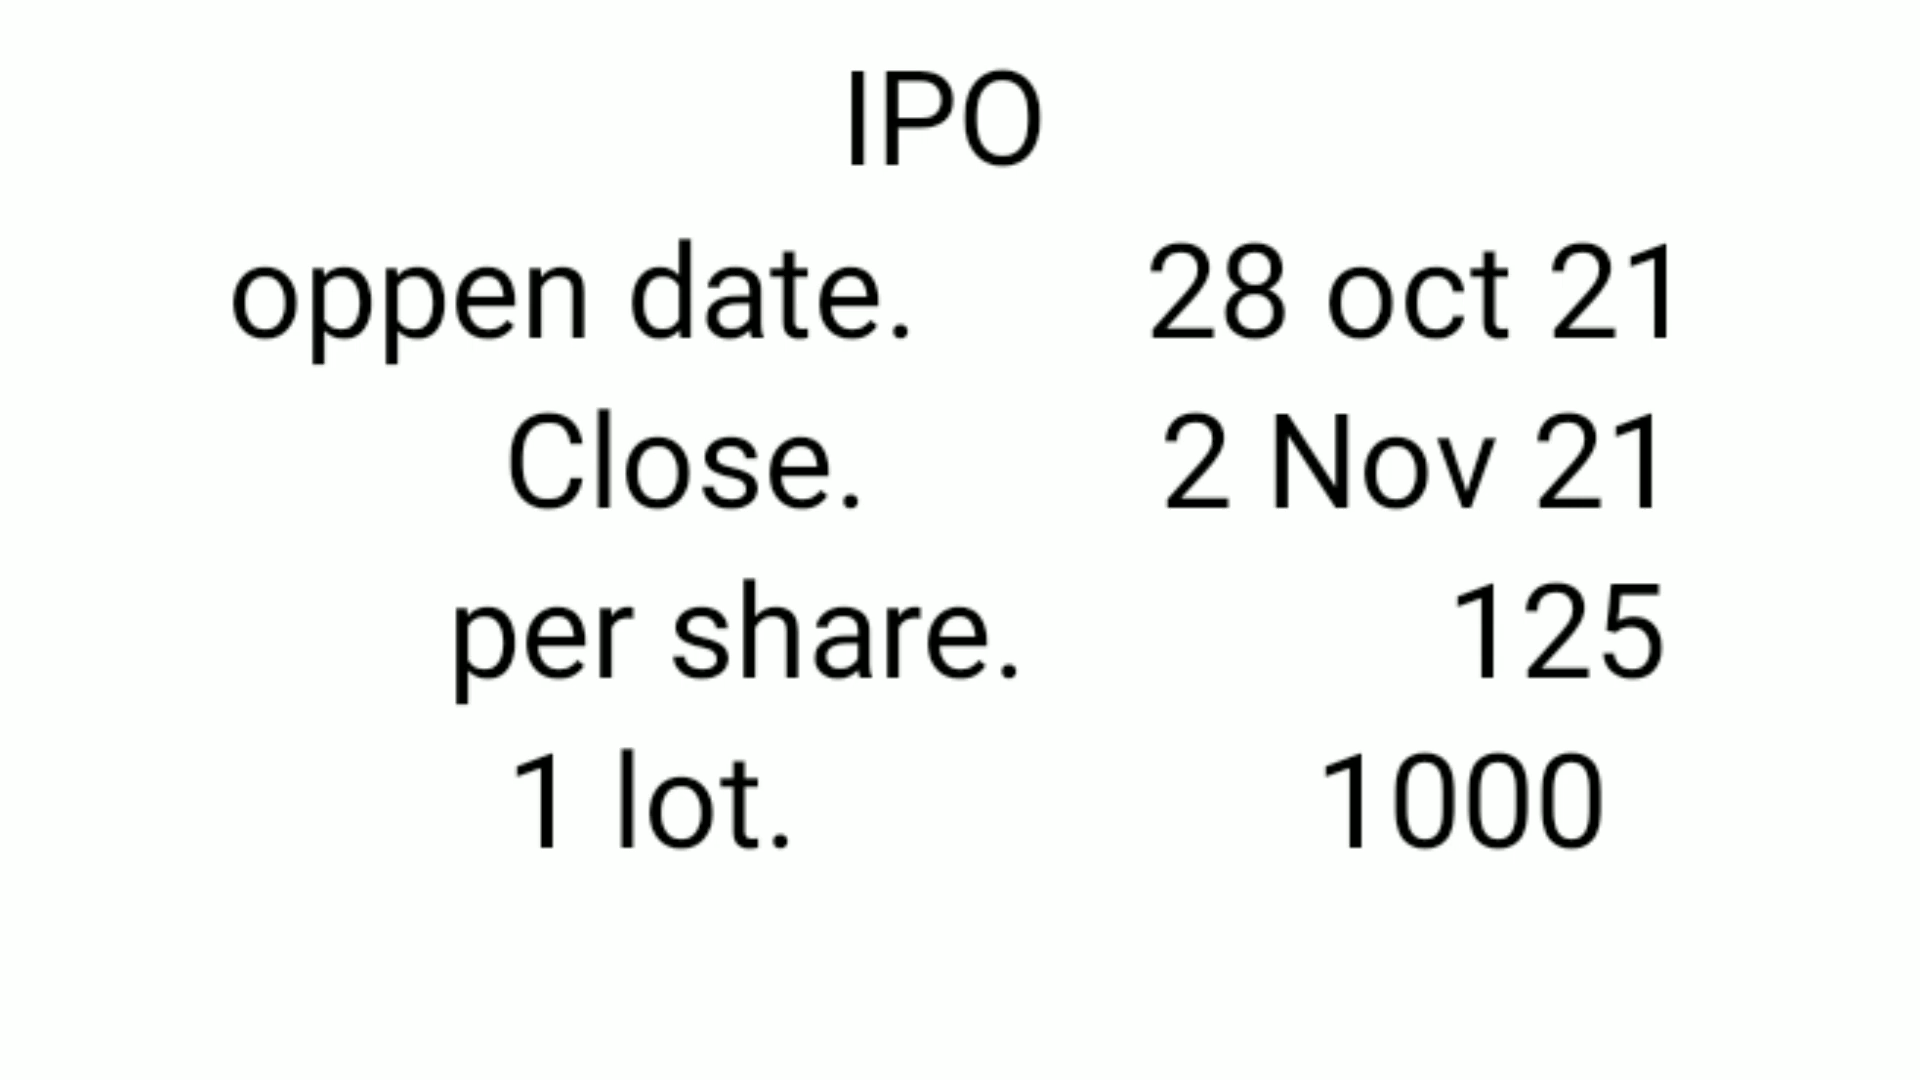 IPO
oppen date. 28 oct 21
Close. 2 Nov 21
per share. 125
1 lot. 1000